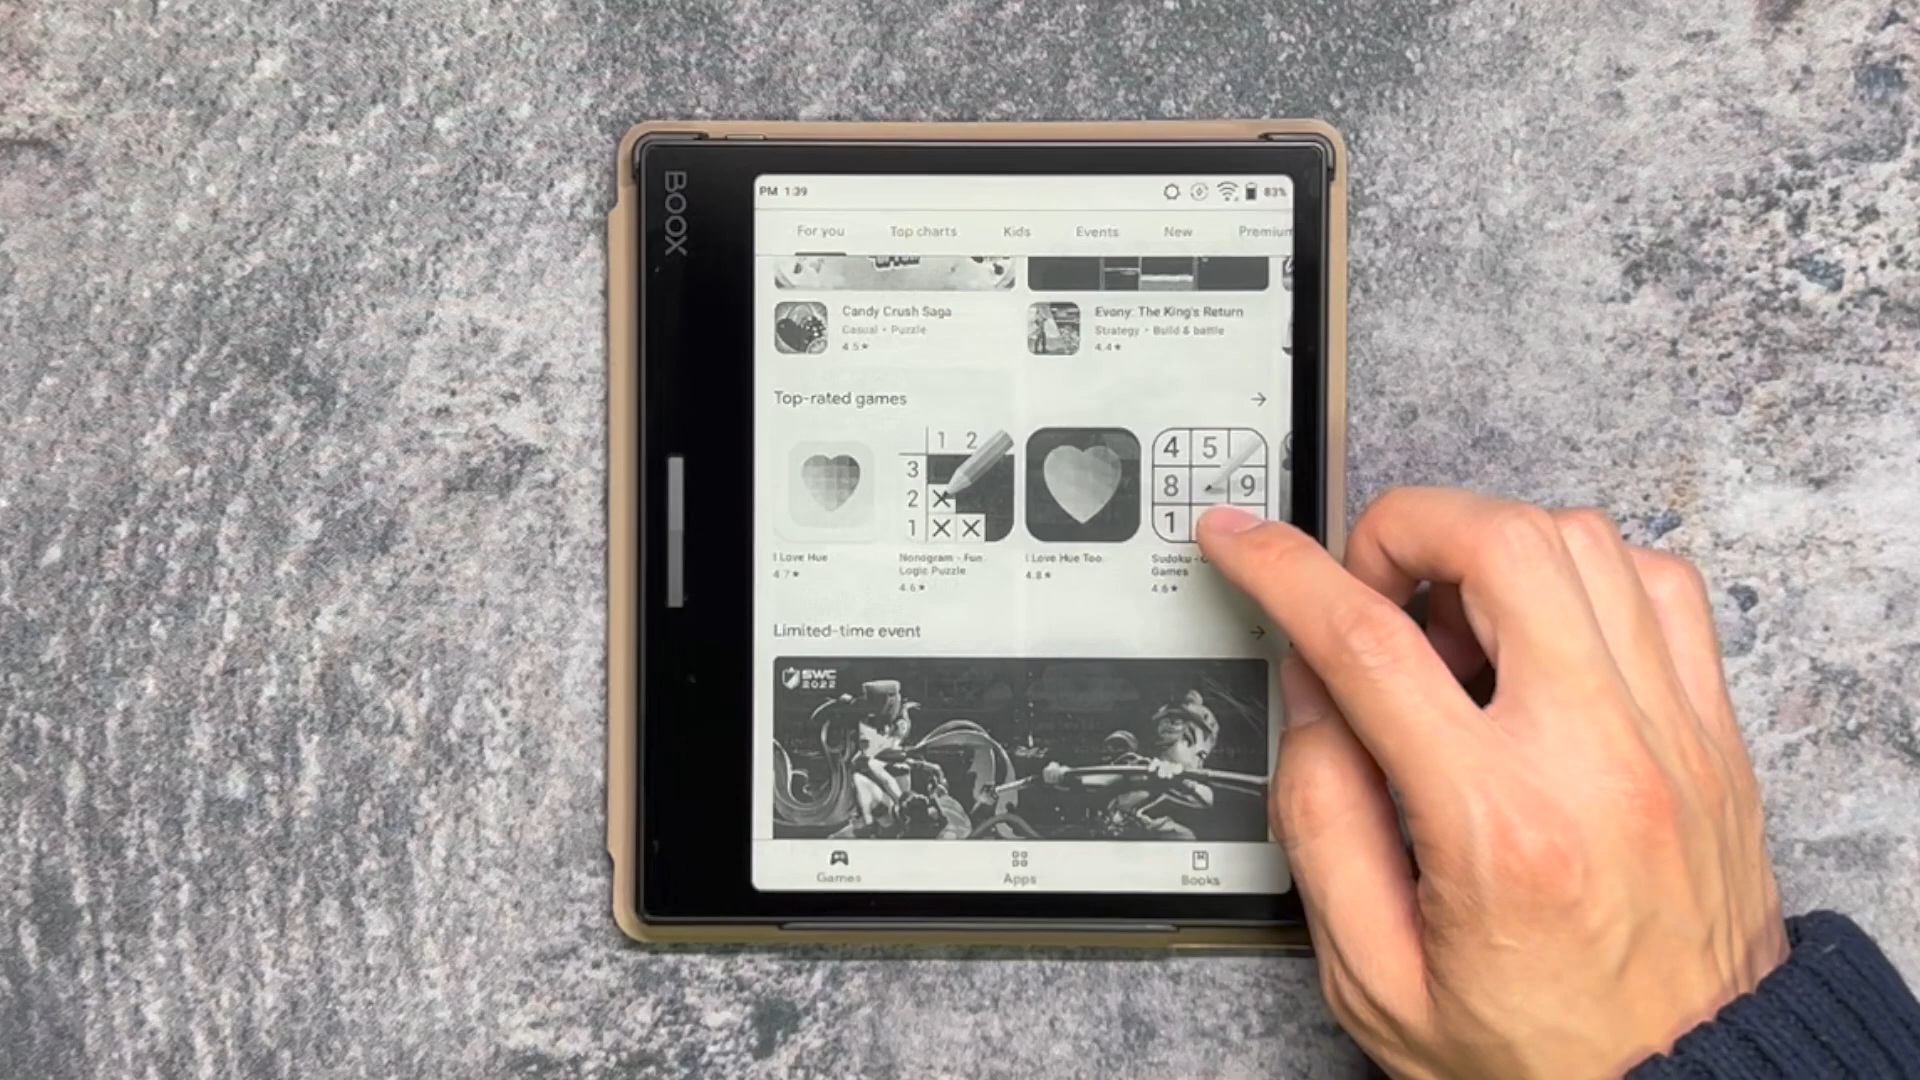 BOOX
PM 1:39
83%
For you Top charts Kids Events New Premium
Candy Crush Saga
Casual • Puzzle
4.5★
Evony: The King's Return
Strategy • Build & battle
4.4★
Top-rated games →
1 2
3
2
1
4 5
8 9
1
I Love Hue
4.7★
Nonogram - Fun
Logic Puzzle
4.6★
I Love Hue Too
4.8★
Sudoku -
Games
4.6★
Limited-time event →
SWC
2022
Games Apps Books